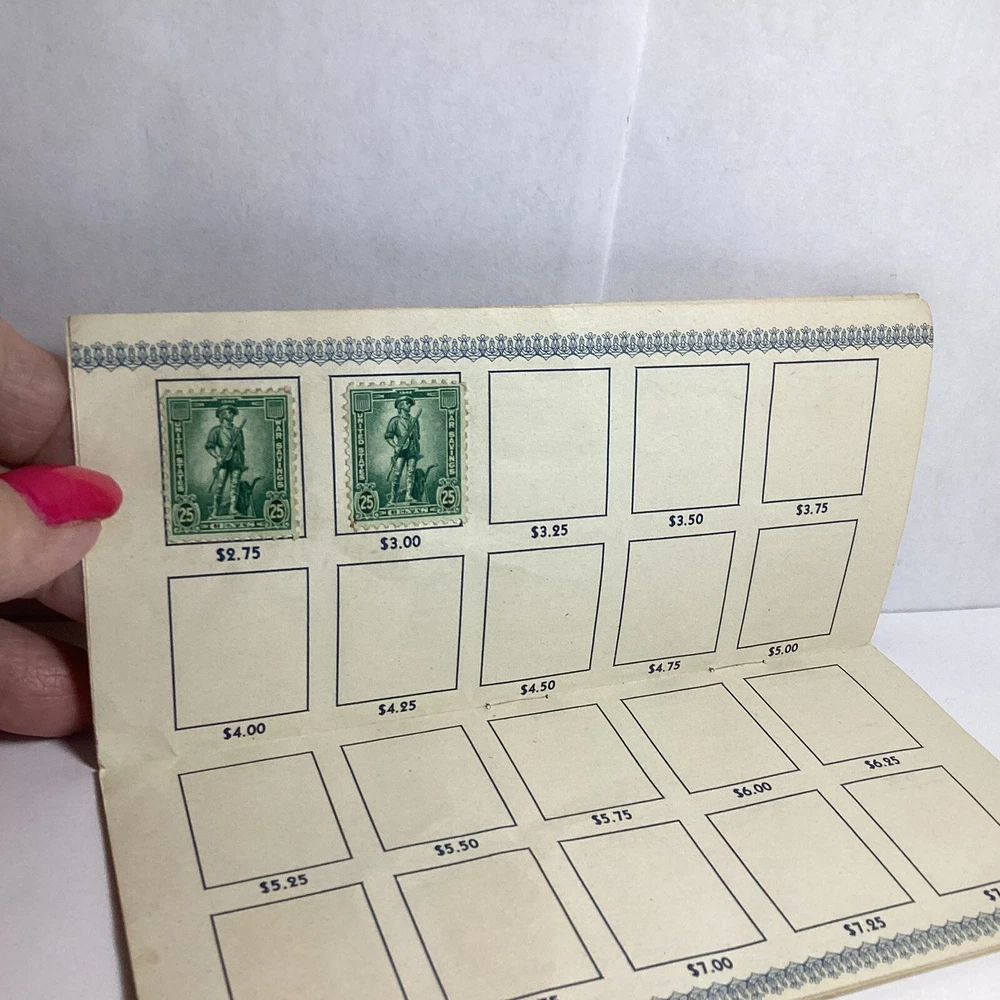 UNITED STATES
WAR SAVINGS
25 CENTS 25
UNITED STATES
WAR SAVINGS
25 CENTS 25
$2.75 $3.00 $3.25 $3.50 $3.75
$4.00 $4.25 $4.50 $4.75 $5.00
$5.25 $5.50 $5.75 $6.00 $6.25
$7.00 $7.25